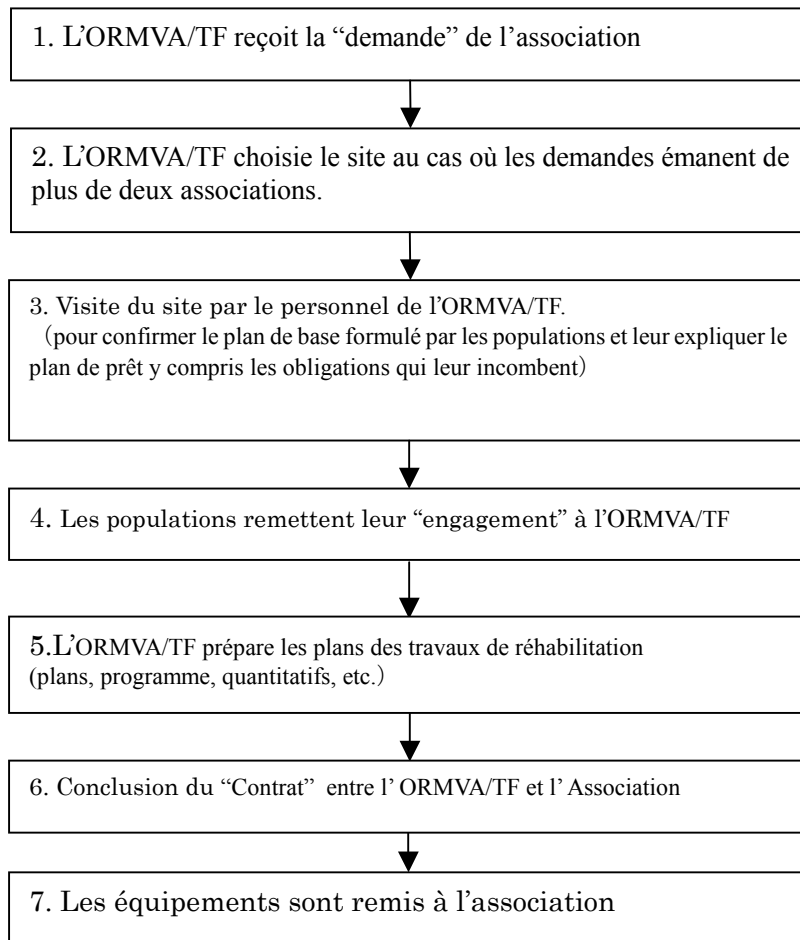 1. L’ORMVA/TF reçoit la “demande” de l’association
2. L’ORMVA/TF choisie le site au cas où les demandes émanent de
plus de deux associations.
3. Visite du site par le personnel de l’ORMVA/TF.
（pour confirmer le plan de base formulé par les populations et leur expliquer le
plan de prêt y compris les obligations qui leur incombent）
4. Les populations remettent leur “engagement” à l’ORMVA/TF
5.L’ORMVA/TF prépare les plans des travaux de réhabilitation
(plans, programme, quantitatifs, etc.）
6. Conclusion du “Contrat” entre l’ ORMVA/TF et l’ Association
7. Les équipements sont remis à l’association